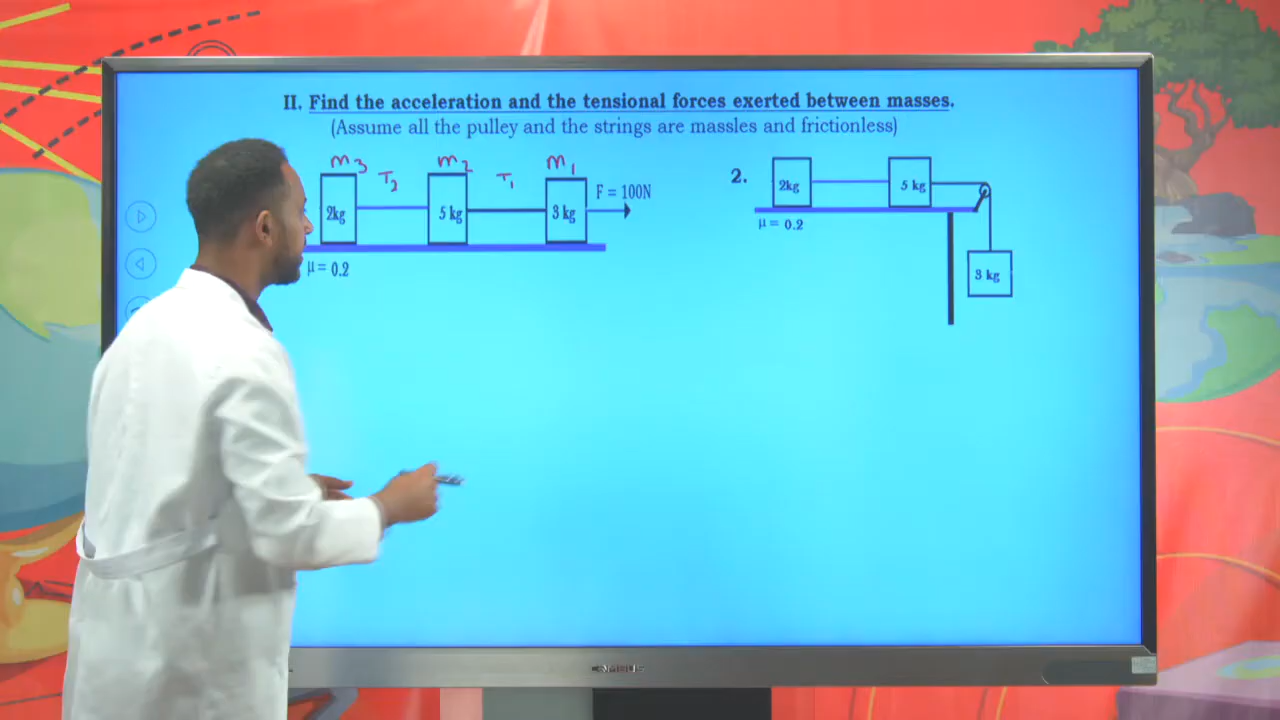 II. Find the acceleration and the tensional forces exerted between masses.
(Assume all the pulley and the strings are massles and frictionless)
m3 T2 m2 T1 m1
2kg 5 kg 3 kg F = 100N
μ = 0.2
2. 2kg 5 kg
μ = 0.2
3 kg
CAMBUS